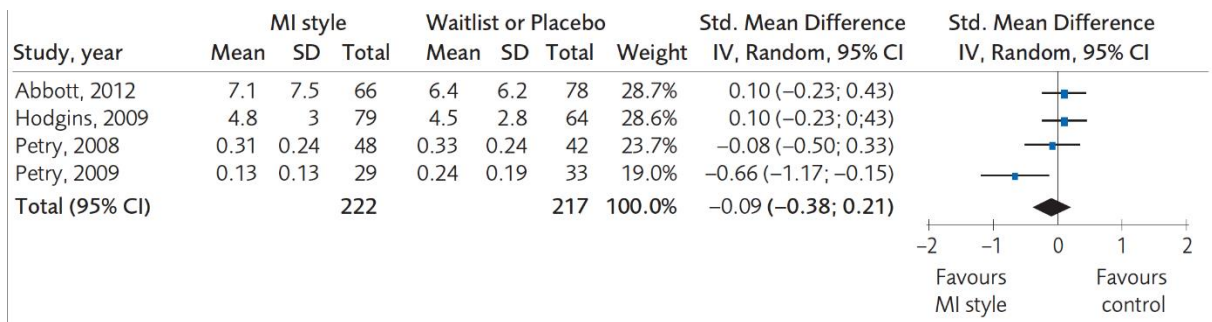 MI style Waitlist or Placebo Std. Mean Difference Std. Mean Difference
Study, year Mean SD Total Mean SD Total Weight IV, Random, 95% CI IV, Random, 95% CI
Abbott, 2012 7.1 7.5 66 6.4 6.2 78 28.7% 0.10 (–0.23; 0.43)
Hodgins, 2009 4.8 3 79 4.5 2.8 64 28.6% 0.10 (–0.23; 0;43)
Petry, 2008 0.31 0.24 48 0.33 0.24 42 23.7% –0.08 (–0.50; 0.33)
Petry, 2009 0.13 0.13 29 0.24 0.19 33 19.0% –0.66 (–1.17; –0.15)
Total (95% CI) 222 217 100.0% –0.09 (–0.38; 0.21)
–2 –1 0 1 2
Favours Favours
MI style control